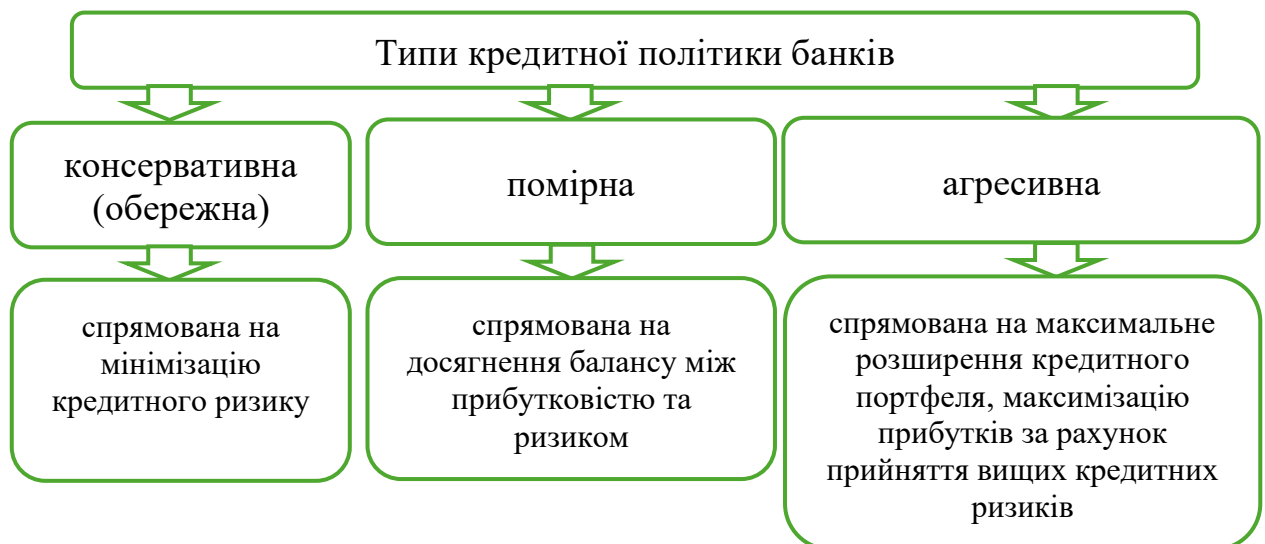 Типи кредитної політики банків
консервативна
(обережна)
помірна
агресивна
спрямована на
мінімізацію
кредитного ризику
спрямована на
досягнення балансу між
прибутковістю та
ризиком
спрямована на максимальне
розширення кредитного
портфеля, максимізацію
прибутків за рахунок
прийняття вищих кредитних
ризиків